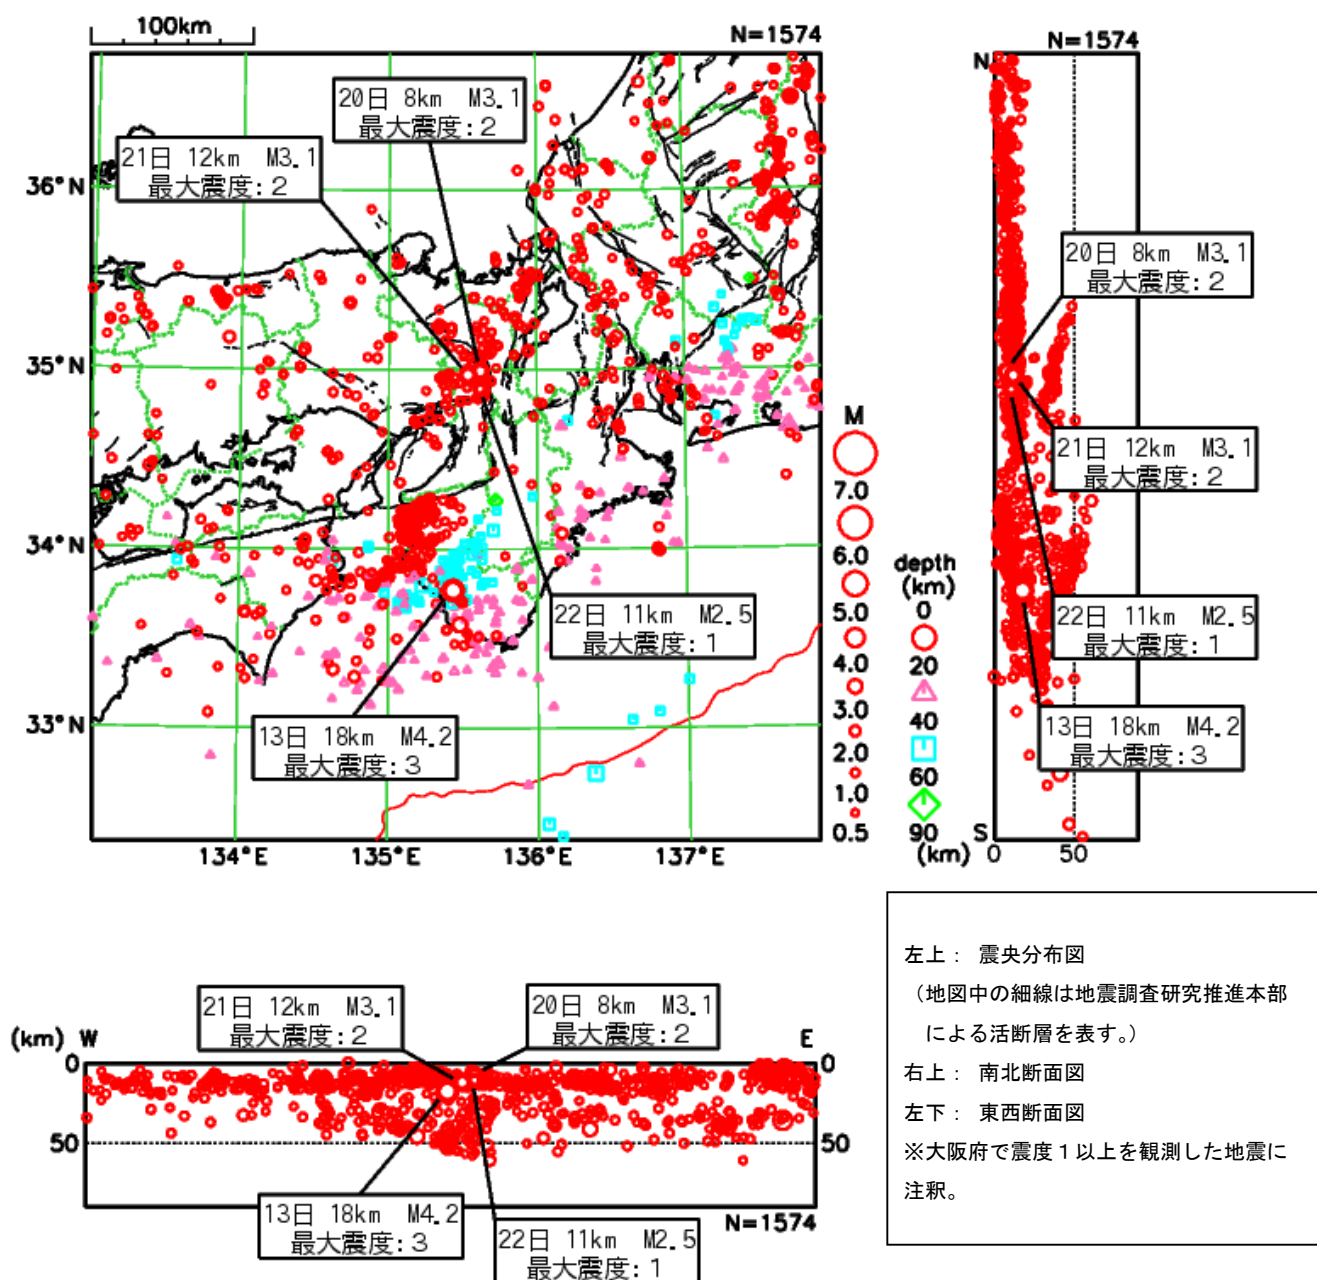 100km
N=1574
20日 8km M3.1
最大震度:2
21日 12km M3.1
最大震度:2
36°N
35°N
34°N
33°N
22日 11km M2.5
最大震度:1
13日 18km M4.2
最大震度:3
134°E
135°E
136°E
137°E
M
7.0
6.0
5.0
4.0
3.0
2.0
1.0
0.5
depth
(km)
0
20
40
60
90
(km)
N=1574
N
20日 8km M3.1
最大震度:2
21日 12km M3.1
最大震度:2
22日 11km M2.5
最大震度:1
13日 18km M4.2
最大震度:3
S
0
50
21日 12km M3.1
最大震度:2
20日 8km M3.1
最大震度:2
(km) W
E
0
0
50
50
13日 18km M4.2
最大震度:3
22日 11km M2.5
最大震度:1
N=1574
左上： 震央分布図
（地図中の細線は地震調査研究推進本部
による活断層を表す。）
右上： 南北断面図
左下： 東西断面図
※大阪府で震度１以上を観測した地震に
注釈。